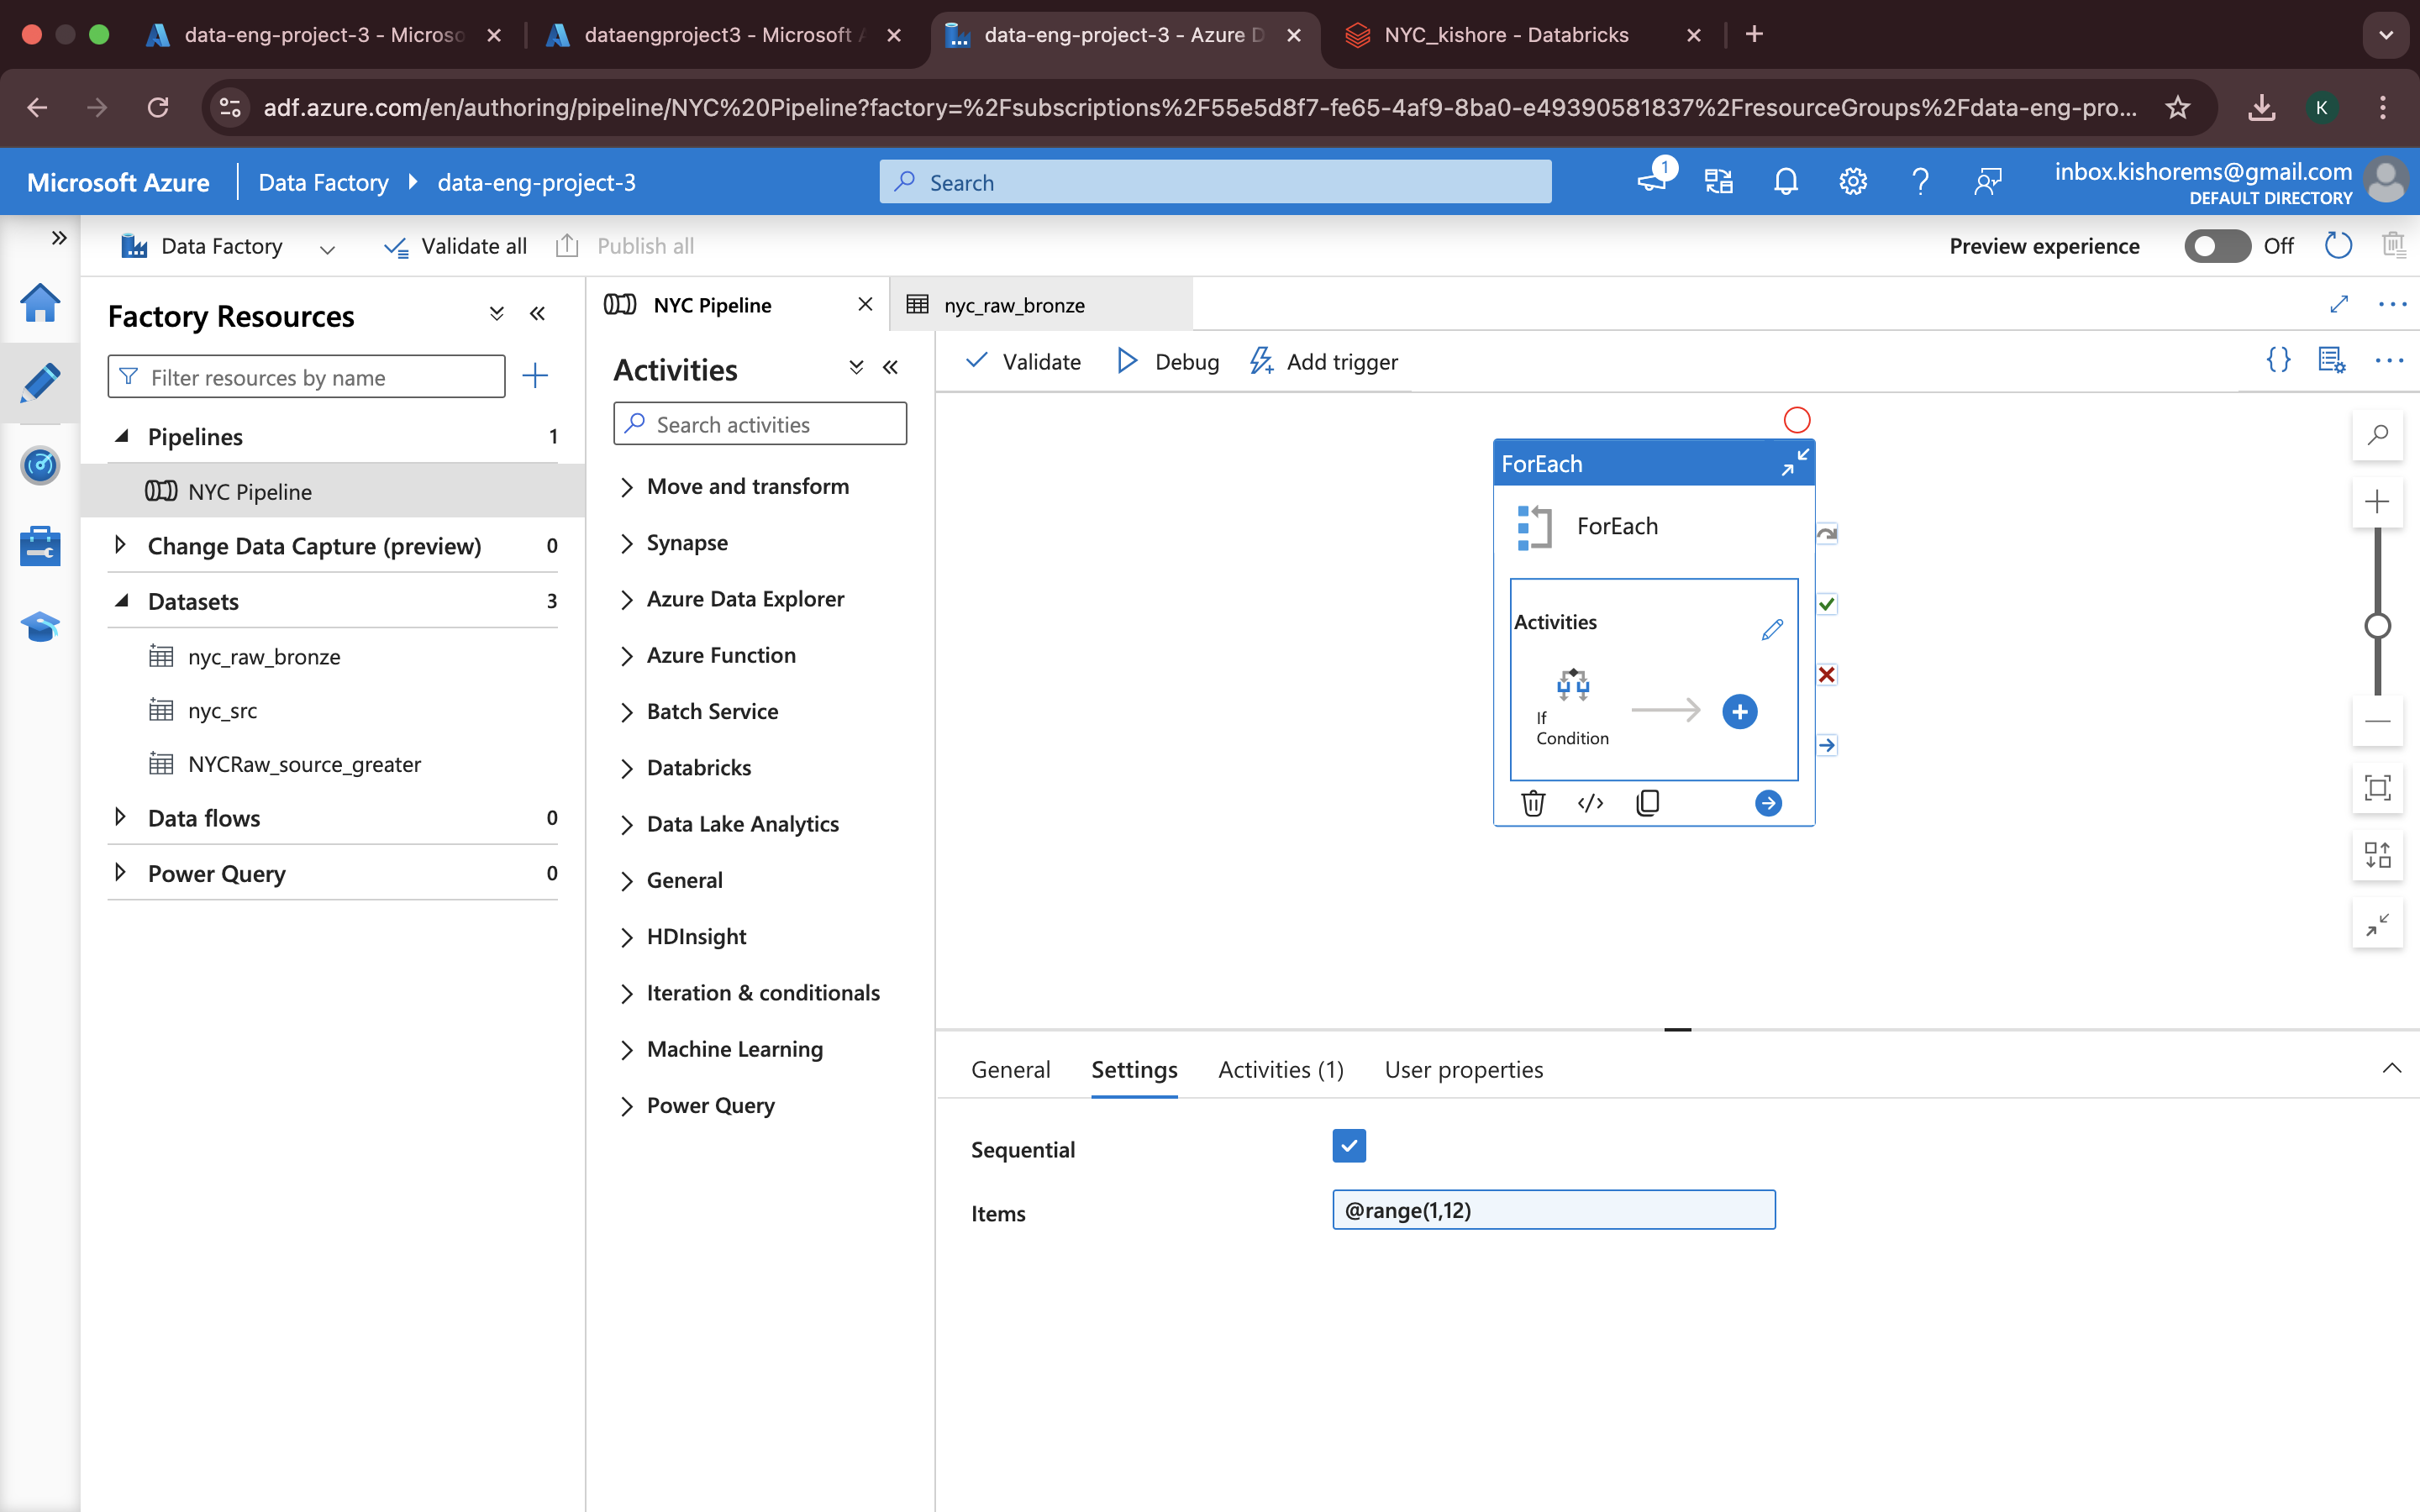 data-eng-project-3 - Microso
dataengproject3 - Microsoft A
data-eng-project-3 - Azure D
NYC_kishore - Databricks
adf.azure.com/en/authoring/pipeline/NYC%20Pipeline?factory=%2Fsubscriptions%2F55e5d8f7-fe65-4af9-8ba0-e49390581837%2FresourceGroups%2Fdata-eng-pro...
K
Microsoft Azure
Data Factory
data-eng-project-3
Search
1
inbox.kishorems@gmail.com
DEFAULT DIRECTORY
Data Factory
Validate all
Publish all
Preview experience
Off
Factory Resources
Filter resources by name
Pipelines 1
NYC Pipeline
Change Data Capture (preview) 0
Datasets 3
nyc_raw_bronze
nyc_src
NYCRaw_source_greater
Data flows 0
Power Query 0
NYC Pipeline
nyc_raw_bronze
Activities
Search activities
Move and transform
Synapse
Azure Data Explorer
Azure Function
Batch Service
Databricks
Data Lake Analytics
General
HDInsight
Iteration & conditionals
Machine Learning
Power Query
Validate
Debug
Add trigger
ForEach
ForEach
Activities
If
Condition
General
Settings
Activities (1)
User properties
Sequential
Items
@range(1,12)